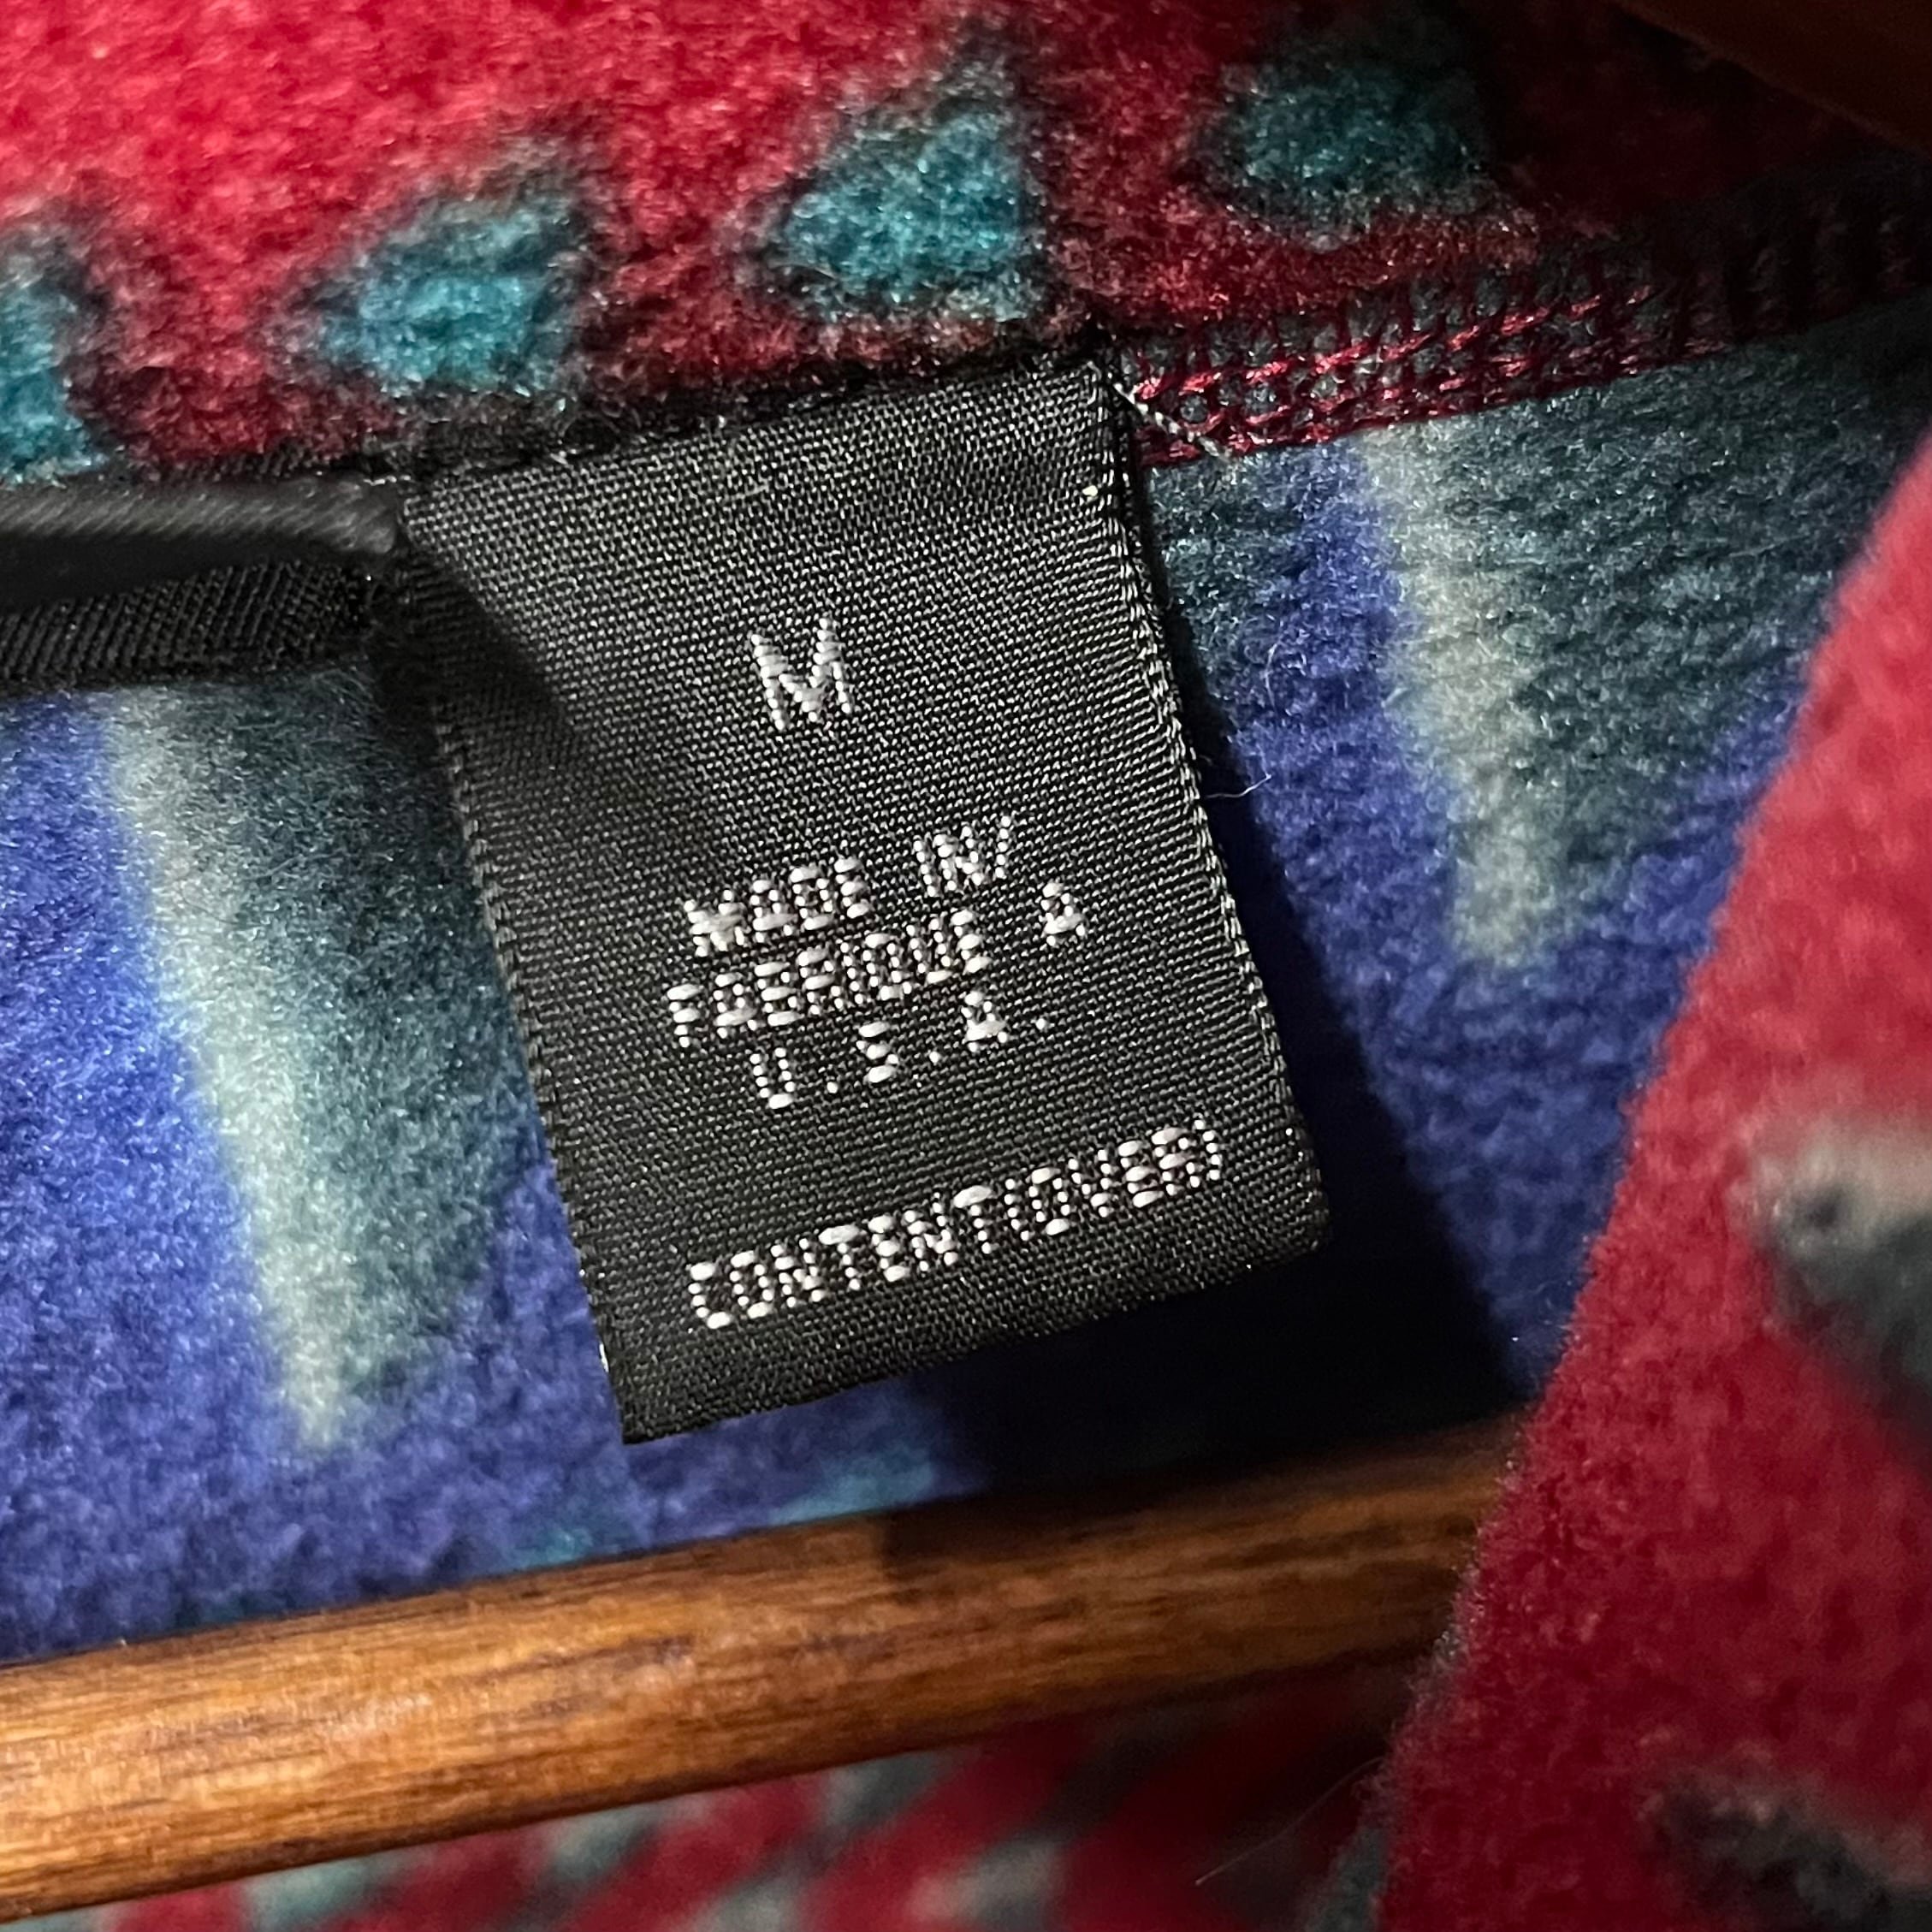 M
MADE IN/
FABRIQUE A
U.S.A.
CONTENT(OVER)